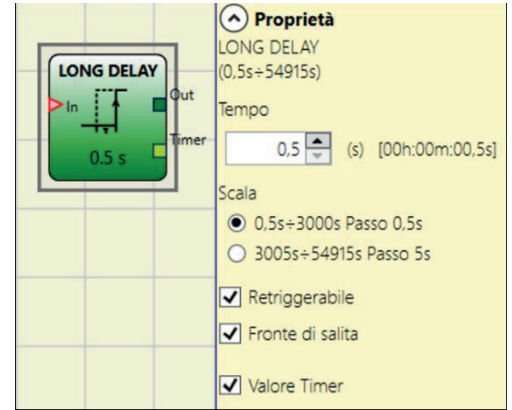 LONG DELAY
In
Out
Timer
0.5 s
Proprietà
LONG DELAY
(0,5s÷54915s)
Tempo
0,5 (s) [00h:00m:00,5s]
Scala
0,5s÷3000s Passo 0,5s
3005s÷54915s Passo 5s
Retriggerabile
Fronte di salita
Valore Timer